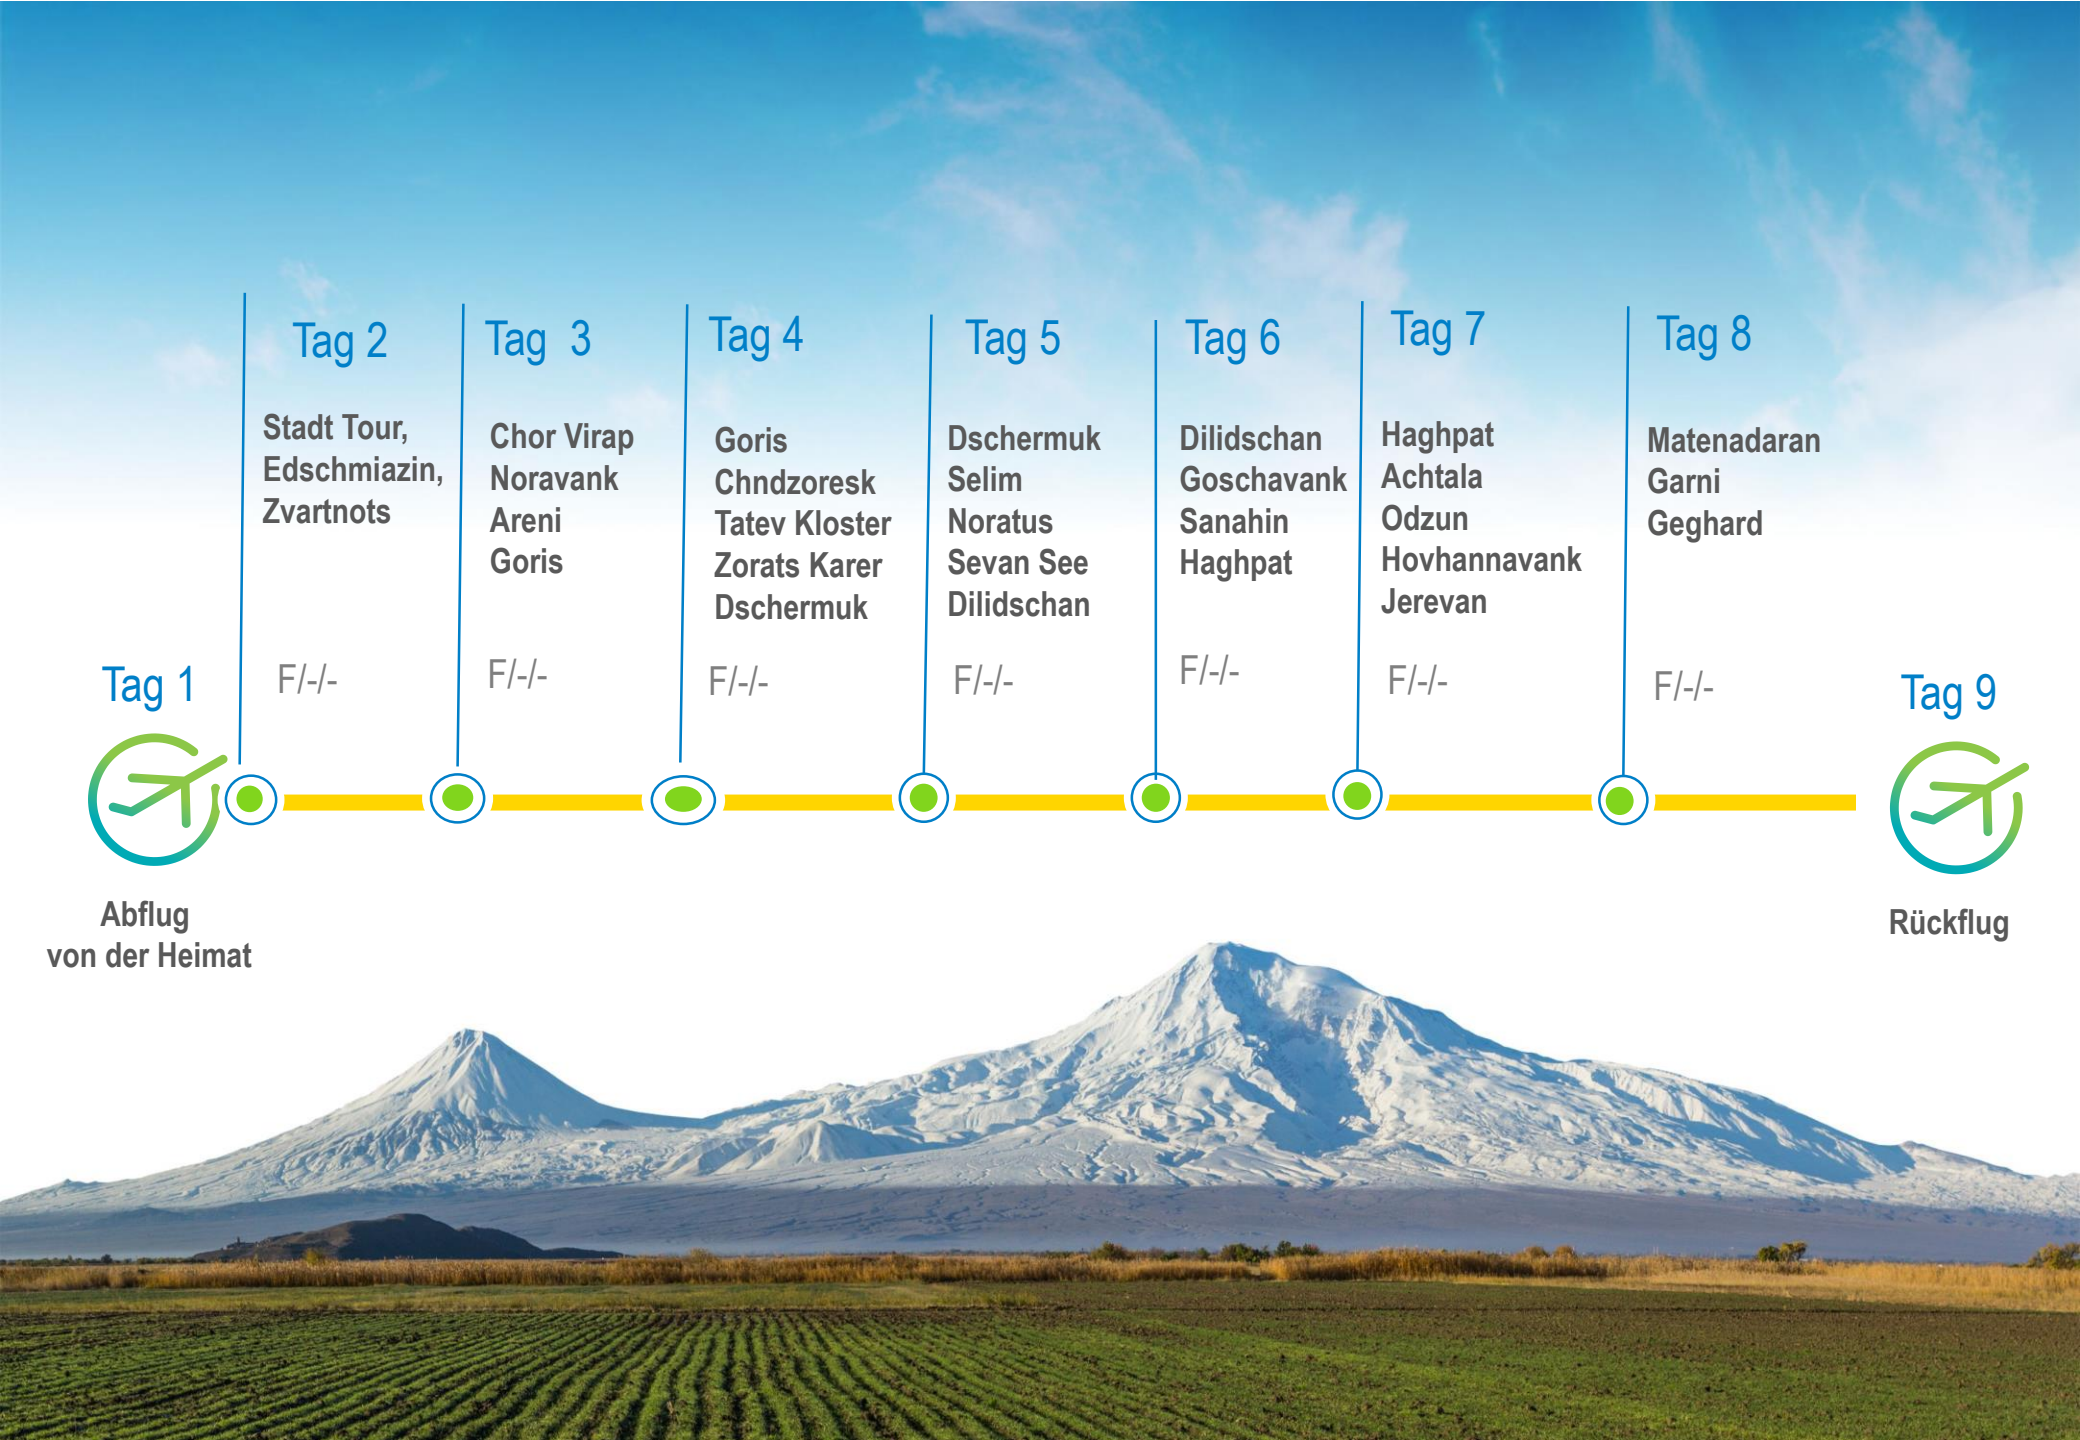 Tag 1
Abflug
von der Heimat
Tag 2
Stadt Tour,
Edschmiazin,
Zvartnots
F/-/-
Tag 3
Chor Virap
Noravank
Areni
Goris
F/-/-
Tag 4
Goris
Chndzoresk
Tatev Kloster
Zorats Karer
Dschermuk
F/-/-
Tag 5
Dschermuk
Selim
Noratus
Sevan See
Dilidschan
F/-/-
Tag 6
Dilidschan
Goschavank
Sanahin
Haghpat
F/-/-
Tag 7
Haghpat
Achtala
Odzun
Hovhannavank
Jerevan
F/-/-
Tag 8
Matenadaran
Garni
Geghard
F/-/-
Tag 9
Rückflug